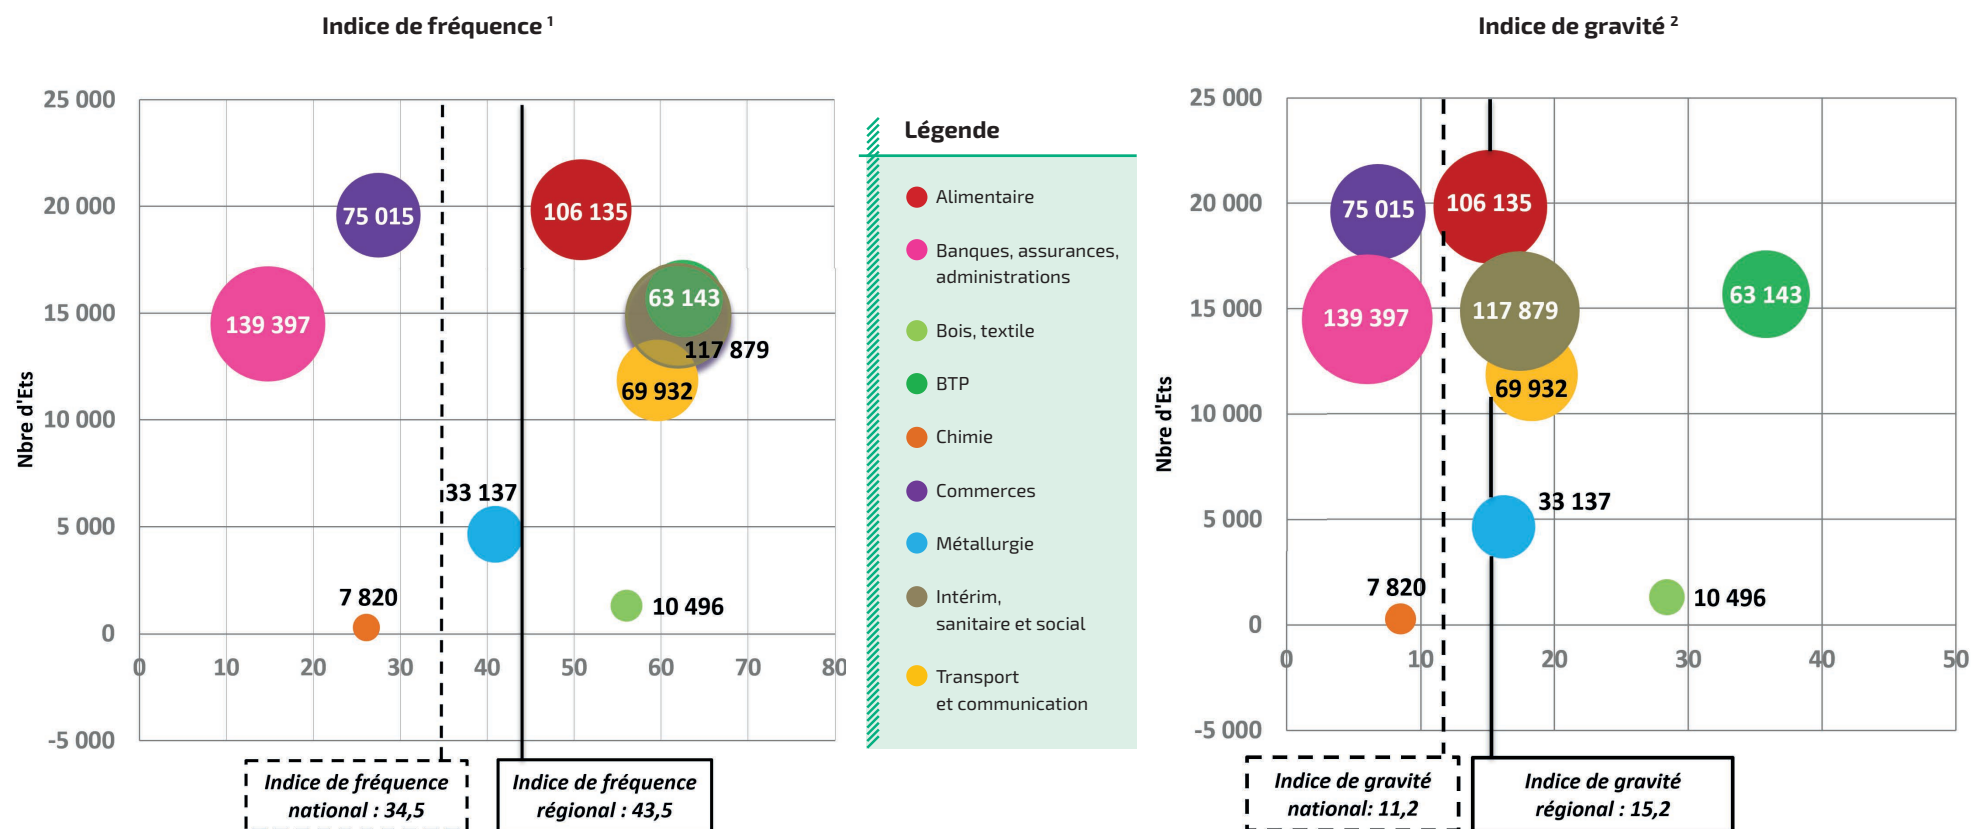 Indice de fréquence ¹
25 000
20 000
15 000
10 000
5 000
0
-5 000
Nbre d'Ets
0 10 20 30 40 50 60 70 80
75 015
106 135
139 397
63 143
117 879
69 932
33 137
7 820
10 496
Indice de fréquence
national : 34,5
Indice de fréquence
régional : 43,5
Légende
Alimentaire
Banques, assurances,
administrations
Bois, textile
BTP
Chimie
Commerces
Métallurgie
Intérim,
sanitaire et social
Transport
et communication
Indice de gravité ²
25 000
20 000
15 000
10 000
5 000
0
-5 000
Nbre d'Ets
0 10 20 30 40 50
75 015
106 135
139 397
117 879
63 143
69 932
33 137
7 820
10 496
Indice de gravité
national: 11,2
Indice de gravité
régional : 15,2